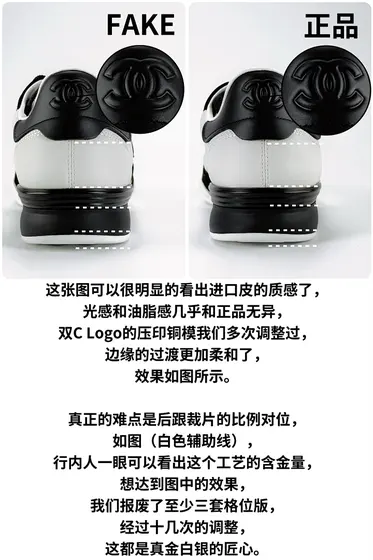 FAKE
正品
这张图可以很明显的看出进口皮的质感了，
光感和油脂感几乎和正品无异，
双C Logo的压印铜模我们多次调整过，
边缘的过渡更加柔和了，
效果如图所示。
真正的难点是后跟裁片的比例对位，
如图（白色辅助线），
行内人一眼可以看出这个工艺的含金量，
想达到图中的效果，
我们报废了至少三套格位版，
经过十几次的调整，
这都是真金白银的匠心。